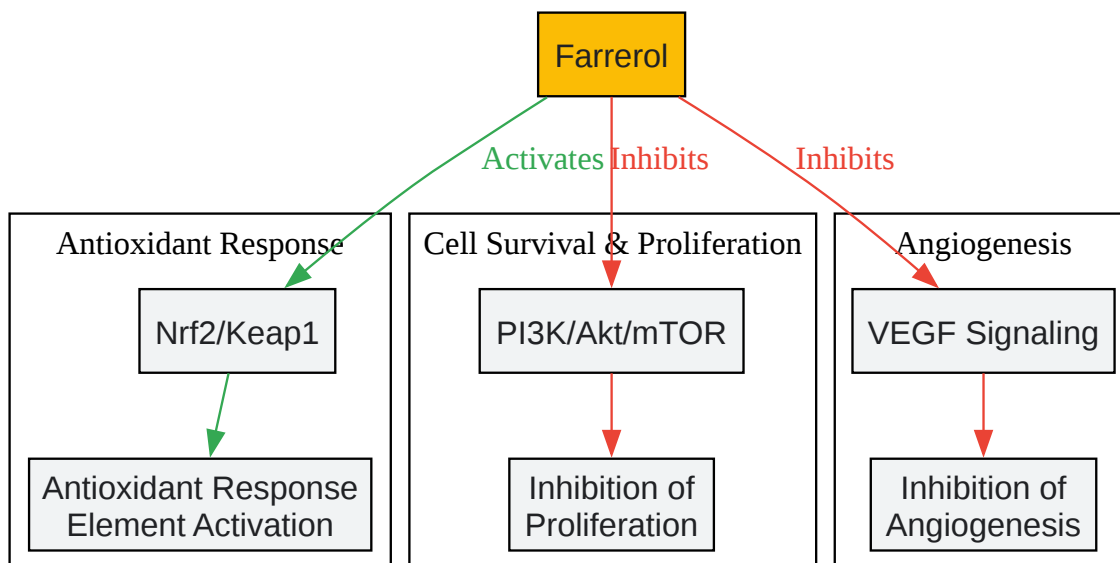 Farrerol
Activates
Inhibits
Inhibits
Antioxidant Response
Cell Survival & Proliferation
Angiogenesis
Nrf2/Keap1
PI3K/Akt/mTOR
VEGF Signaling
Antioxidant Response
Element Activation
Inhibition of
Proliferation
Inhibition of
Angiogenesis